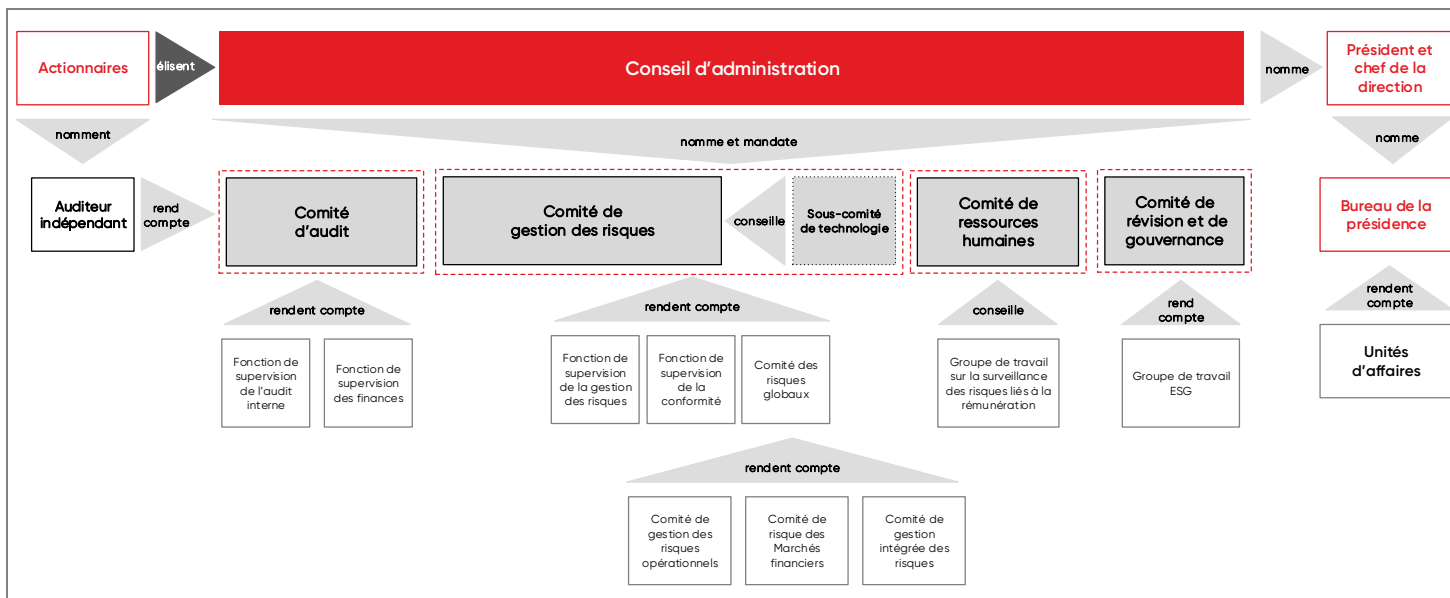 Actionnaires
élisent
Conseil d'administration
nomme
Président et
chef de la
direction
nomment
nomme et mandate
nomme
Auditeur
indépendant
rend
compte
Comité
d'audit
Comité de
gestion des risques
conseille
Sous-comité
de technologie
Comité de
ressources
humaines
Comité de
révision et de
gouvernance
Bureau de la
présidence
rendent compte
rendent compte
conseille
rend
compte
rendent
compte
Fonction de
supervision
de l'audit
interne
Fonction de
supervision
des finances
Fonction de
supervision
de la gestion
des risques
Fonction de
supervision
de la
conformité
Comité des
risques
globaux
Groupe de travail
sur la surveillance
des risques liés à la
rémunération
Groupe de travail
ESG
Unités
d'affaires
rendent compte
Comité de
gestion des
risques
opérationnels
Comité de
risque des
Marchés
financiers
Comité de
gestion
intégrée des
risques